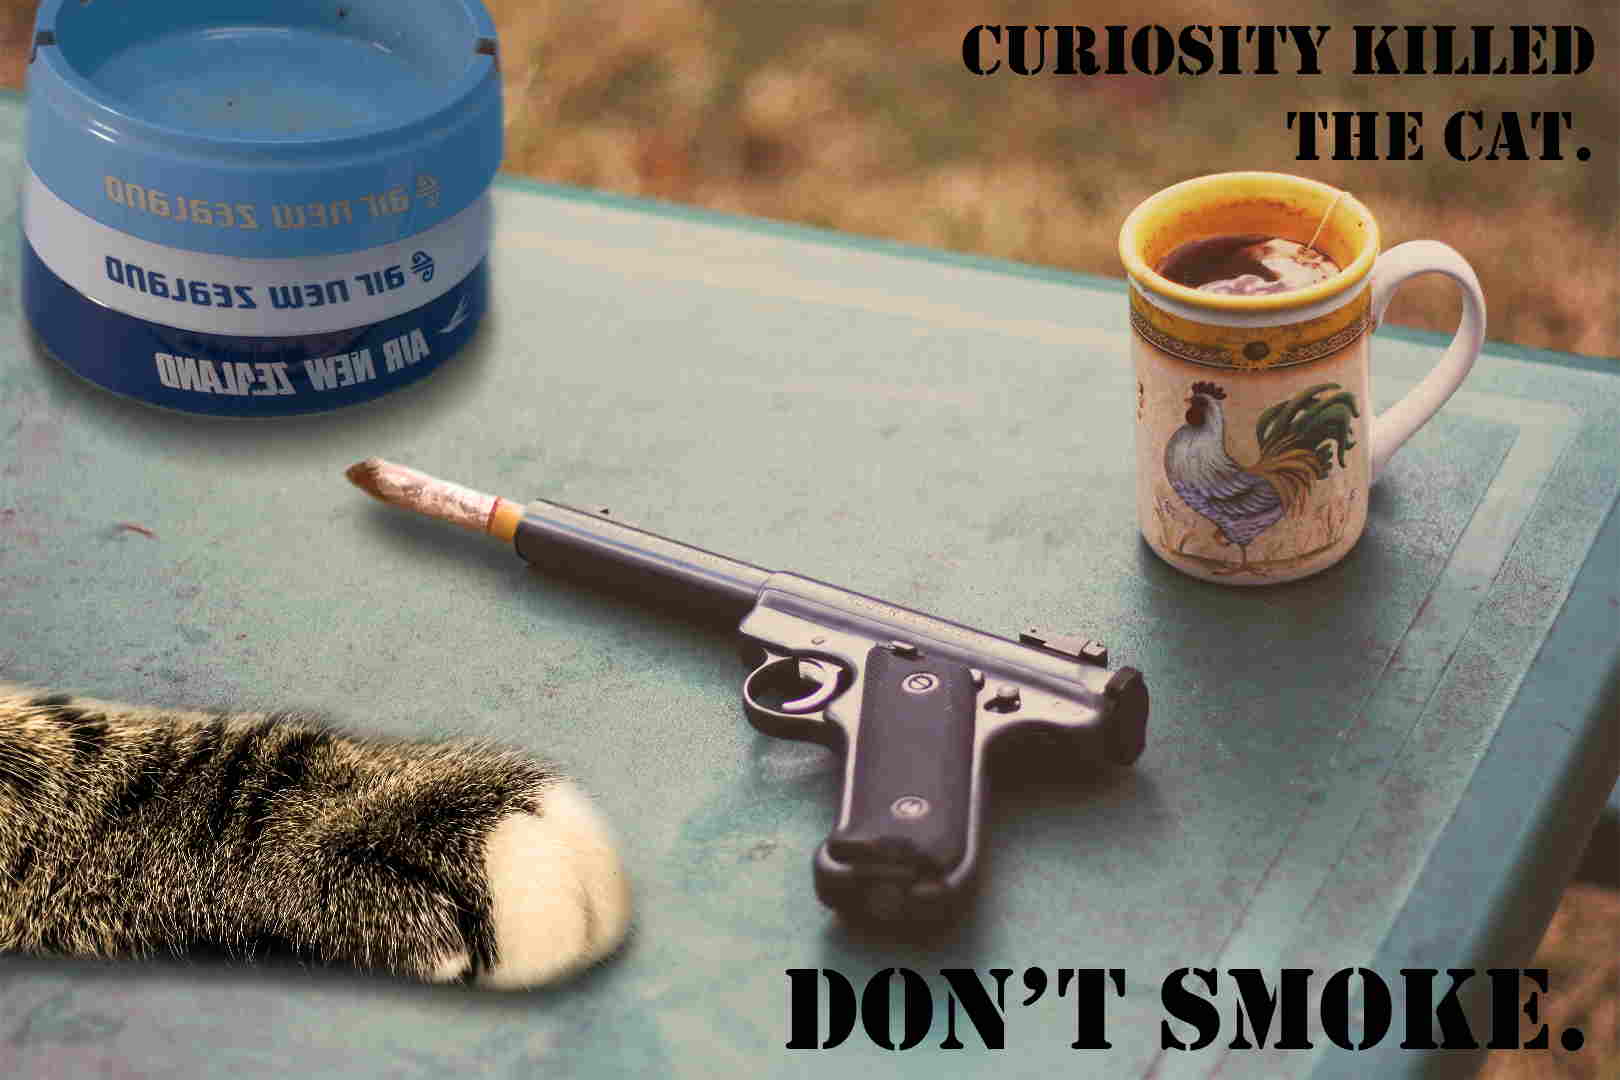 CURIOSITY KILLED
THE CAT.
air new zealand
air new zealand
AIR NEW ZEALAND
DON'T SMOKE.